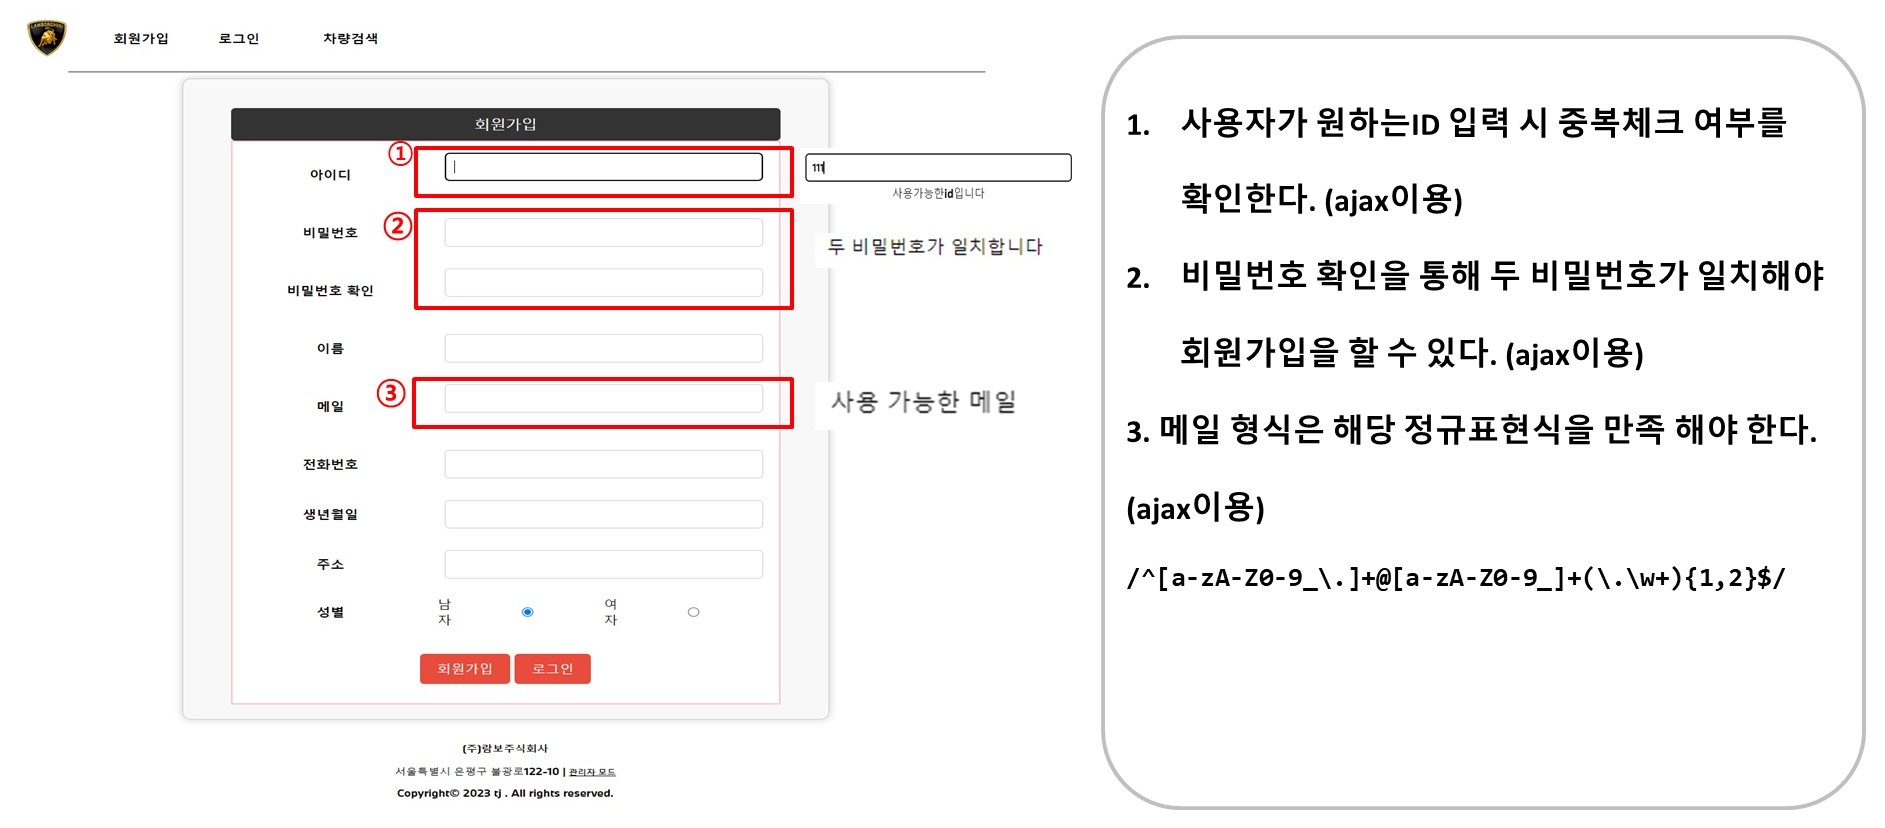 LAMBORGHINI
회원가입 로그인 차량검색
회원가입
① 아이디 111
사용가능한id입니다
② 비밀번호 두 비밀번호가 일치합니다
비밀번호 확인
이름
③ 메일 사용 가능한 메일
전화번호
생년월일
주소
성별 남자 여자
회원가입 로그인
(주)람보주식회사
서울특별시 은평구 불광로122-10 | 관리자 모드
Copyright© 2023 tj . All rights reserved.
1. 사용자가 원하는ID 입력 시 중복체크 여부를
확인한다. (ajax이용)
2. 비밀번호 확인을 통해 두 비밀번호가 일치해야
회원가입을 할 수 있다. (ajax이용)
3. 메일 형식은 해당 정규표현식을 만족 해야 한다.
(ajax이용)
/^[a-zA-Z0-9_\.]+@[a-zA-Z0-9_]+(\.\w+){1,2}$/